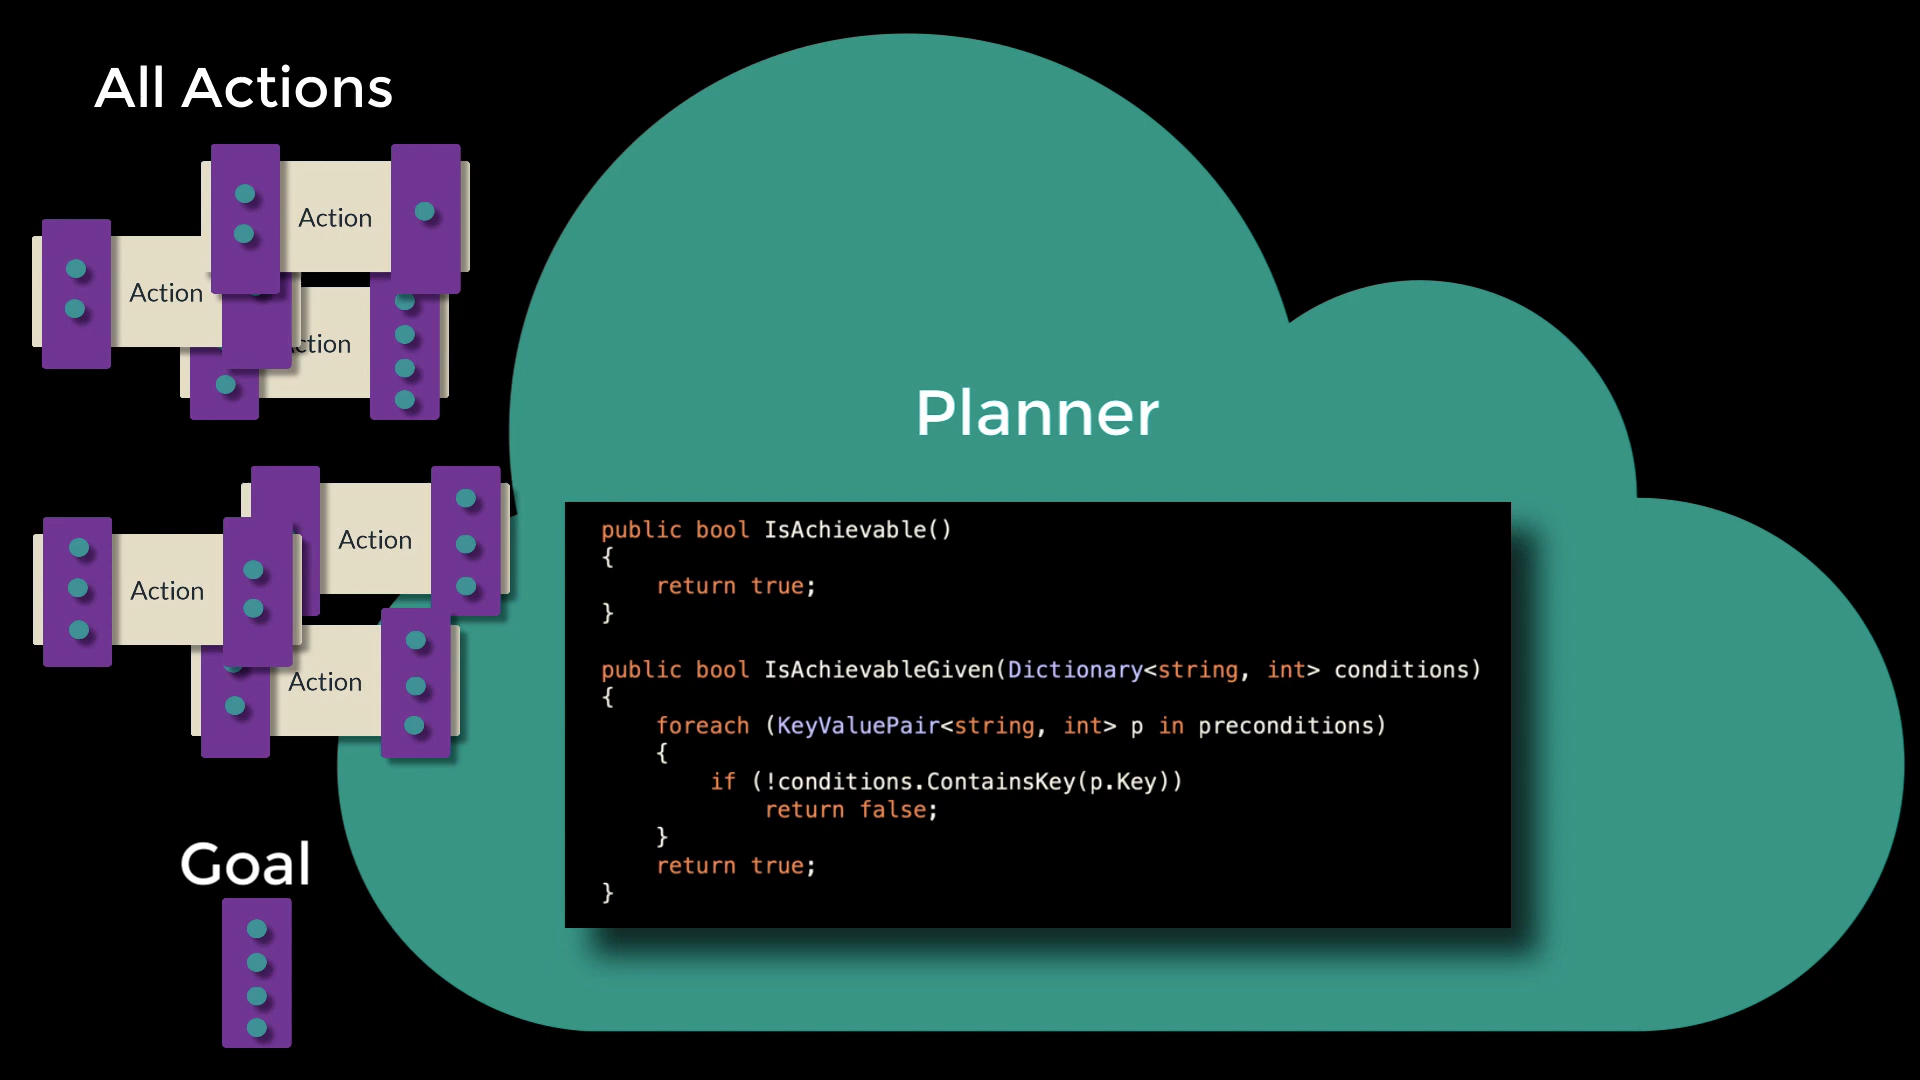 All Actions
Action
Action
ction
Action
Action
Action
Goal
Planner
public bool IsAchievable()
{
    return true;
}
public bool IsAchievableGiven(Dictionary<string, int> conditions)
{
    foreach (KeyValuePair<string, int> p in preconditions)
    {
        if (!conditions.ContainsKey(p.Key))
            return false;
    }
    return true;
}